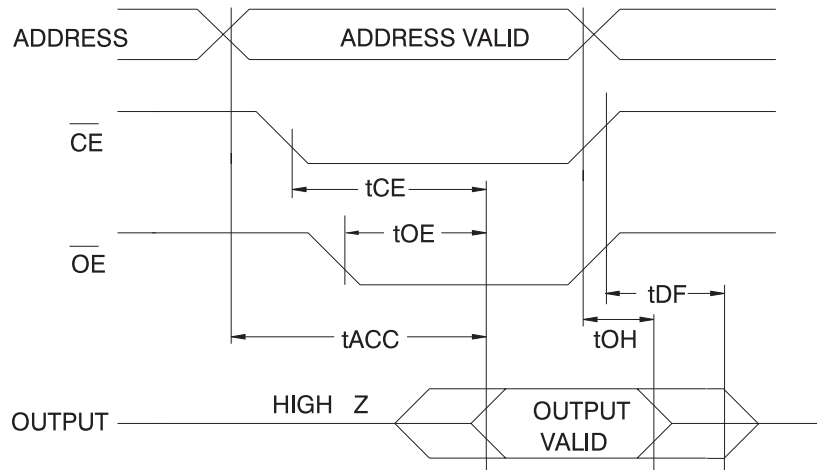 ADDRESS
ADDRESS VALID
CE
tCE
tOE
OE
tDF
tACC
tOH
HIGH Z
OUTPUT
OUTPUT
VALID